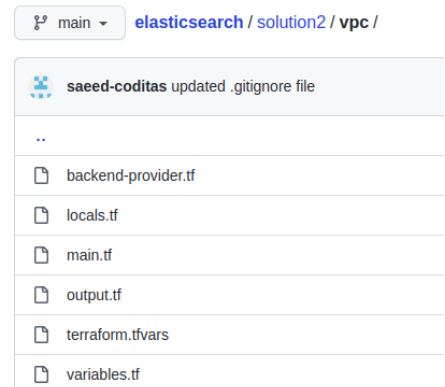 main elasticsearch / solution2 / vpc /
saeed-coditas updated .gitignore file
..
backend-provider.tf
locals.tf
main.tf
output.tf
terraform.tfvars
variables.tf